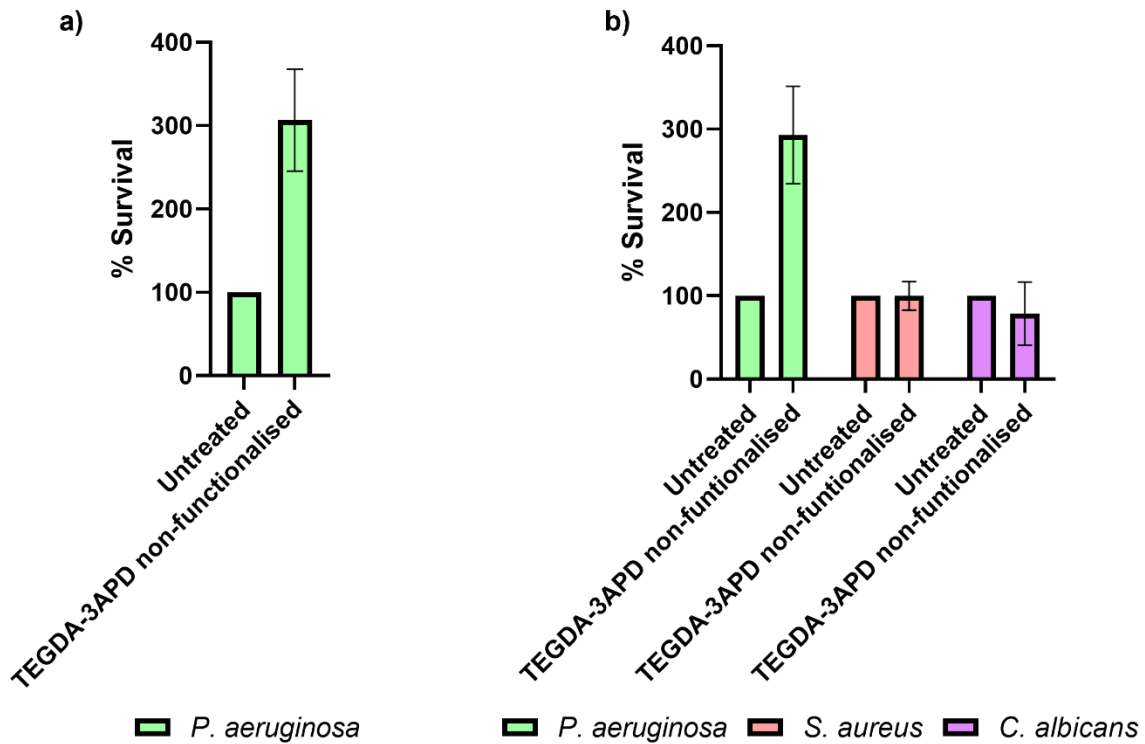 a)
400
300
200
100
0
% Survival
Untreated
TEGDA-3APD non-functionalised
P. aeruginosa
b)
400
300
200
100
0
% Survival
Untreated
TEGDA-3APD non-funtionalised
Untreated
TEGDA-3APD non-funtionalised
Untreated
TEGDA-3APD non-funtionalised
P. aeruginosa
S. aureus
C. albicans